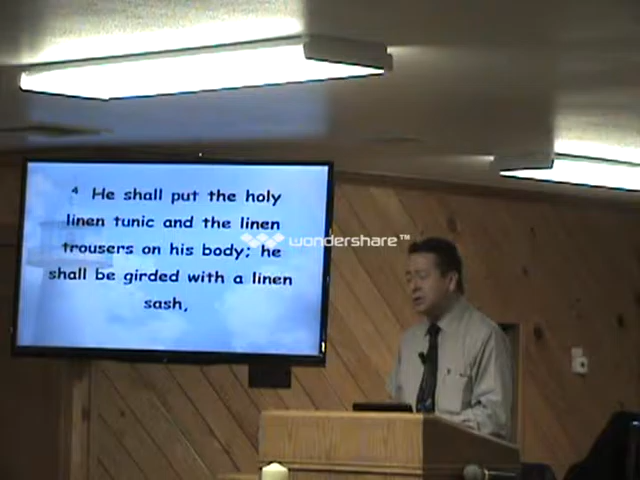 4 He shall put the holy
linen tunic and the linen
trousers on his body; he
shall be girded with a linen
sash,
wondershare™